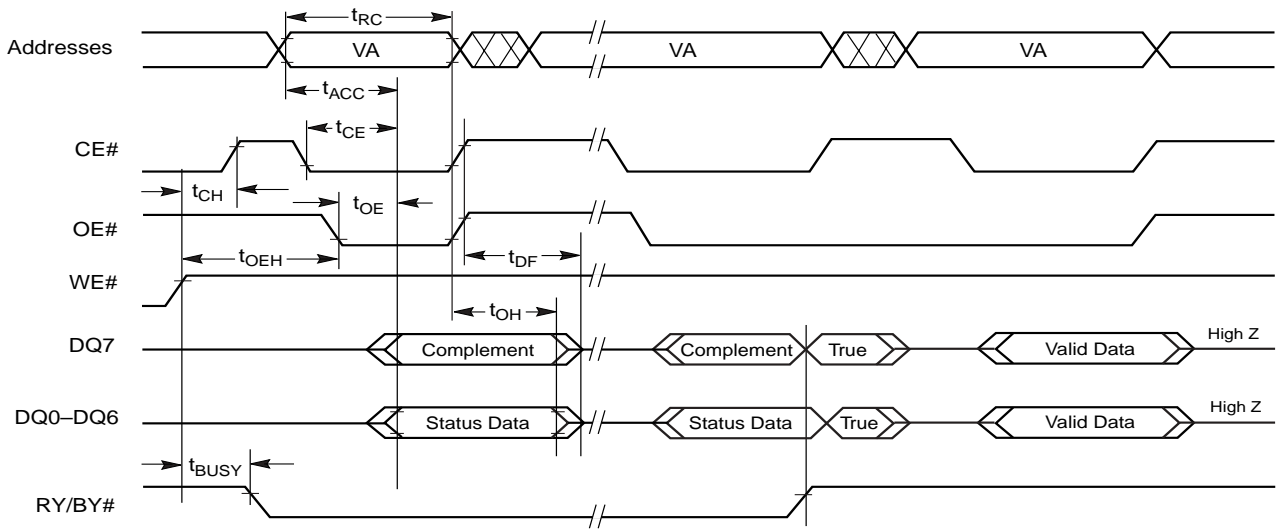 tRC
Addresses VA VA VA
tACC
tCE
CE#
tCH
tOE
OE#
tOEH tDF
WE#
tOH
DQ7 Complement Complement True Valid Data High Z
DQ0–DQ6 Status Data Status Data True Valid Data High Z
tBUSY
RY/BY#